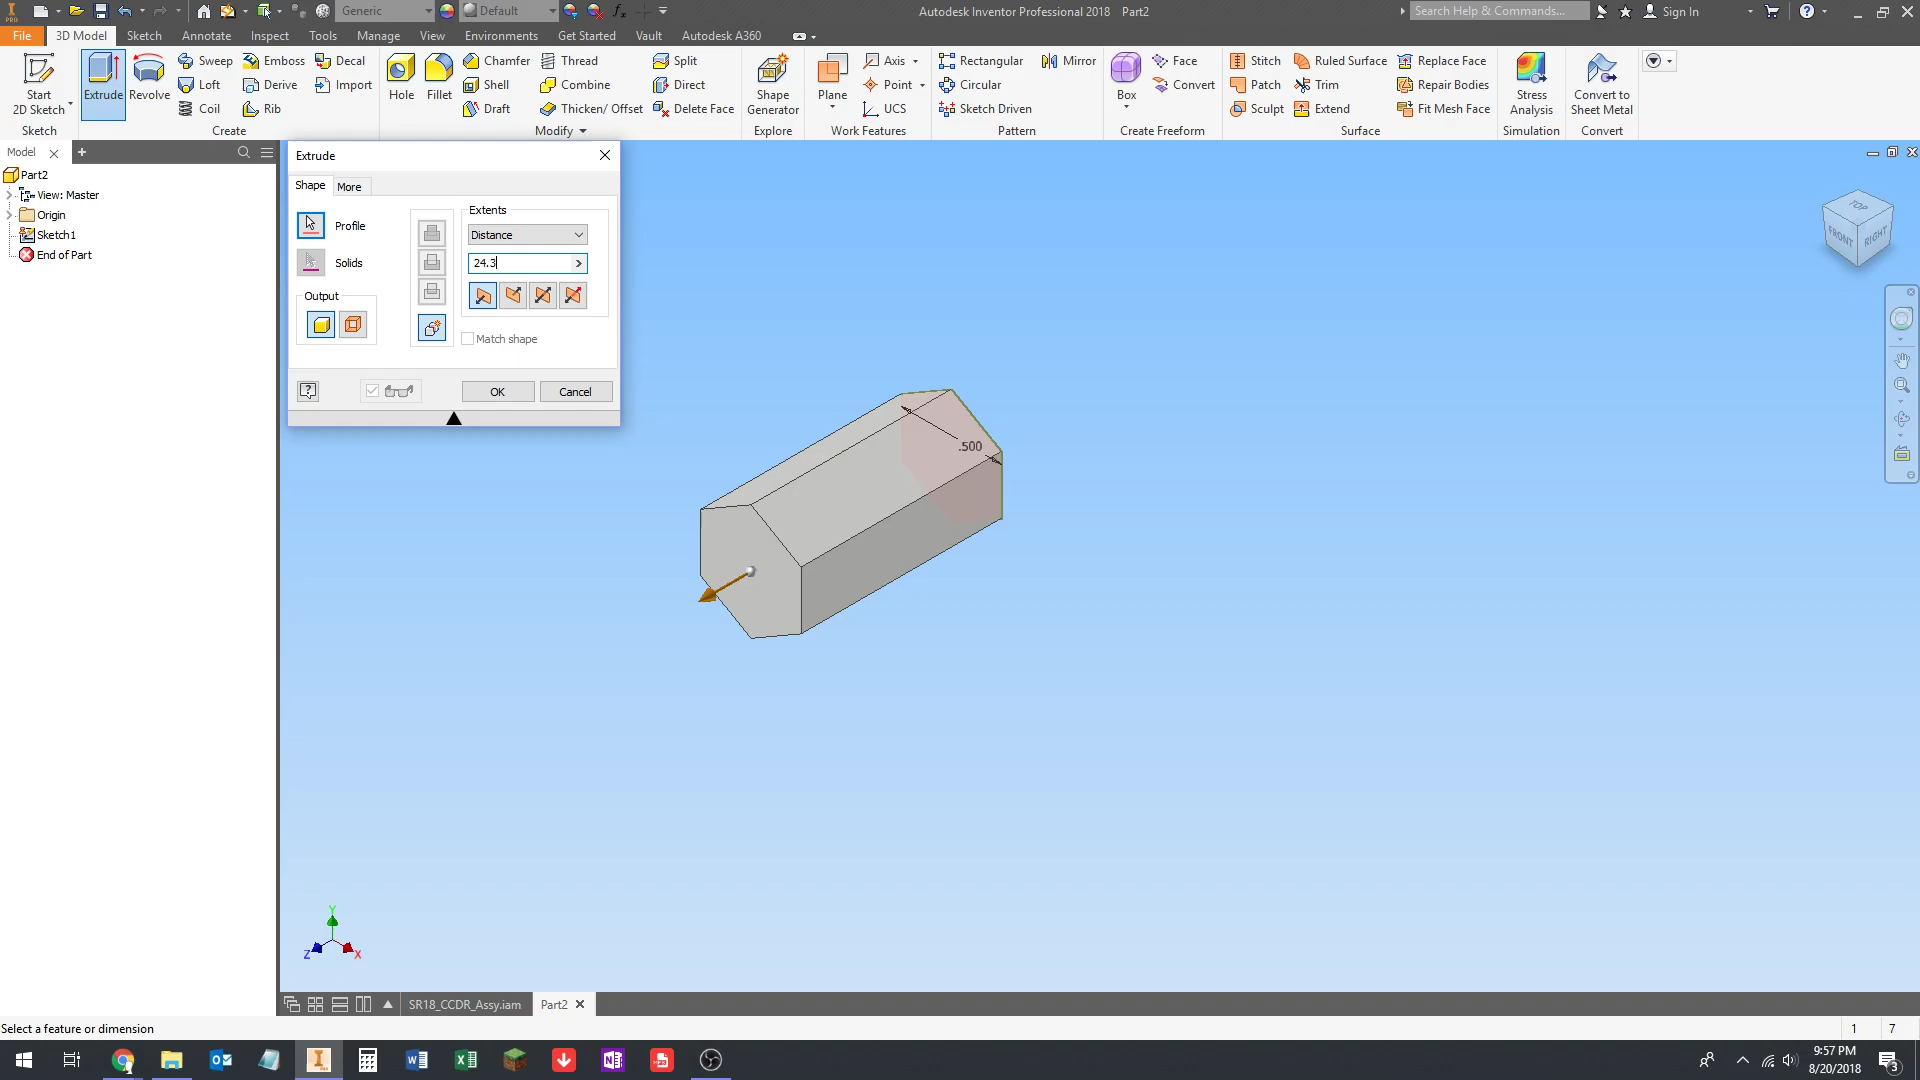 Generic
Default
Autodesk Inventor Professional 2018 Part2
Search Help & Commands...
Sign In
File
3D Model
Sketch
Annotate
Inspect
Tools
Manage
View
Environments
Get Started
Vault
Autodesk A360
Start
2D Sketch
Sketch
Extrude
Revolve
Sweep
Loft
Coil
Emboss
Derive
Rib
Decal
Import
Create
Hole
Fillet
Chamfer
Shell
Draft
Thread
Combine
Thicken/ Offset
Split
Direct
Delete Face
Modify
Shape
Generator
Explore
Plane
Axis
Point
UCS
Work Features
Rectangular
Circular
Sketch Driven
Mirror
Pattern
Box
Face
Convert
Create Freeform
Stitch
Patch
Sculpt
Ruled Surface
Trim
Extend
Replace Face
Repair Bodies
Fit Mesh Face
Surface
Stress
Analysis
Simulation
Convert to
Sheet Metal
Convert
Model
Part2
View: Master
Origin
Sketch1
End of Part
Extrude
Shape
More
Profile
Solids
Output
Extents
Distance
24.3
Match shape
OK
Cancel
.500
TOP
FRONT
RIGHT
Y
Z
X
SR18_CCDR_Assy.iam
Part2
Select a feature or dimension
1
7
9:57 PM
8/20/2018
3